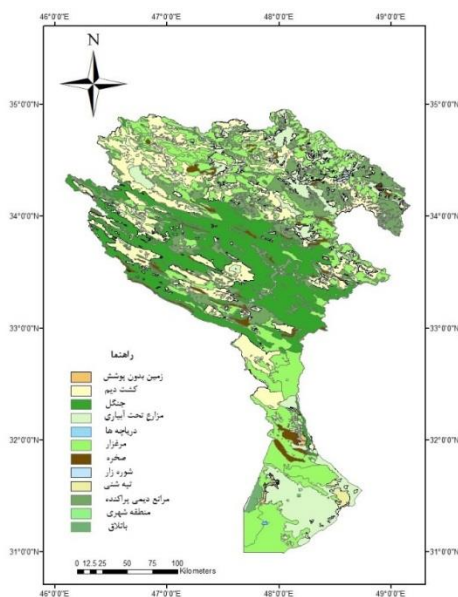 46°0'0"E 47°0'0"E 48°0'0"E 49°0'0"E
N
35°0'0"N 35°0'0"N
34°0'0"N 34°0'0"N
33°0'0"N 33°0'0"N
32°0'0"N 32°0'0"N
31°0'0"N 31°0'0"N
راهنما
زمین بدون پوشش
کشت دیم
جنگل
مزارع تحت آبیاری
دریاچه ها
مرغزار
صخره
شوره زار
تپه شنی
مراتع دیمی پراکنده
منطقه شهری
باتلاق
0 12.5 25 50 75 100
Kilometers
46°0'0"E 47°0'0"E 48°0'0"E 49°0'0"E